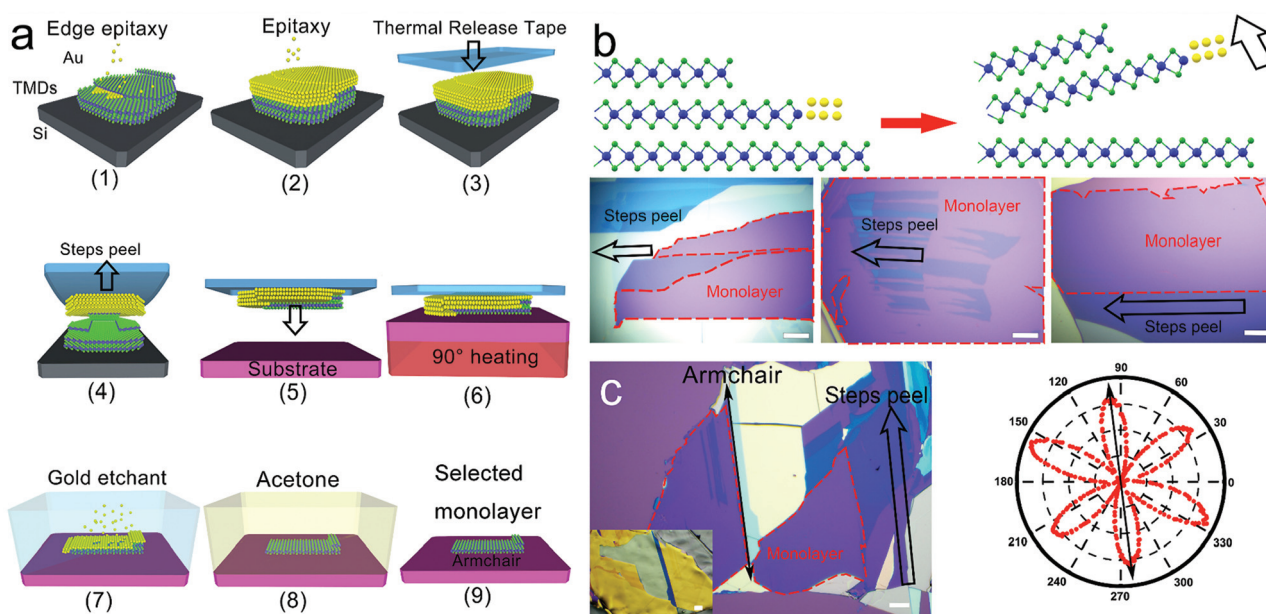 a
Edge epitaxy
Au
TMDs
Si
(1)
Epitaxy
(2)
Thermal Release Tape
(3)
Steps peel
(4)
Substrate
(5)
90° heating
(6)
Gold etchant
(7)
Acetone
(8)
Selected
monolayer
Armchair
(9)
b
Steps peel
Monolayer
Monolayer
Steps peel
Monolayer
Steps peel
c
Armchair
Steps peel
Monolayer
90
60
30
0
330
300
270
240
210
180
150
120